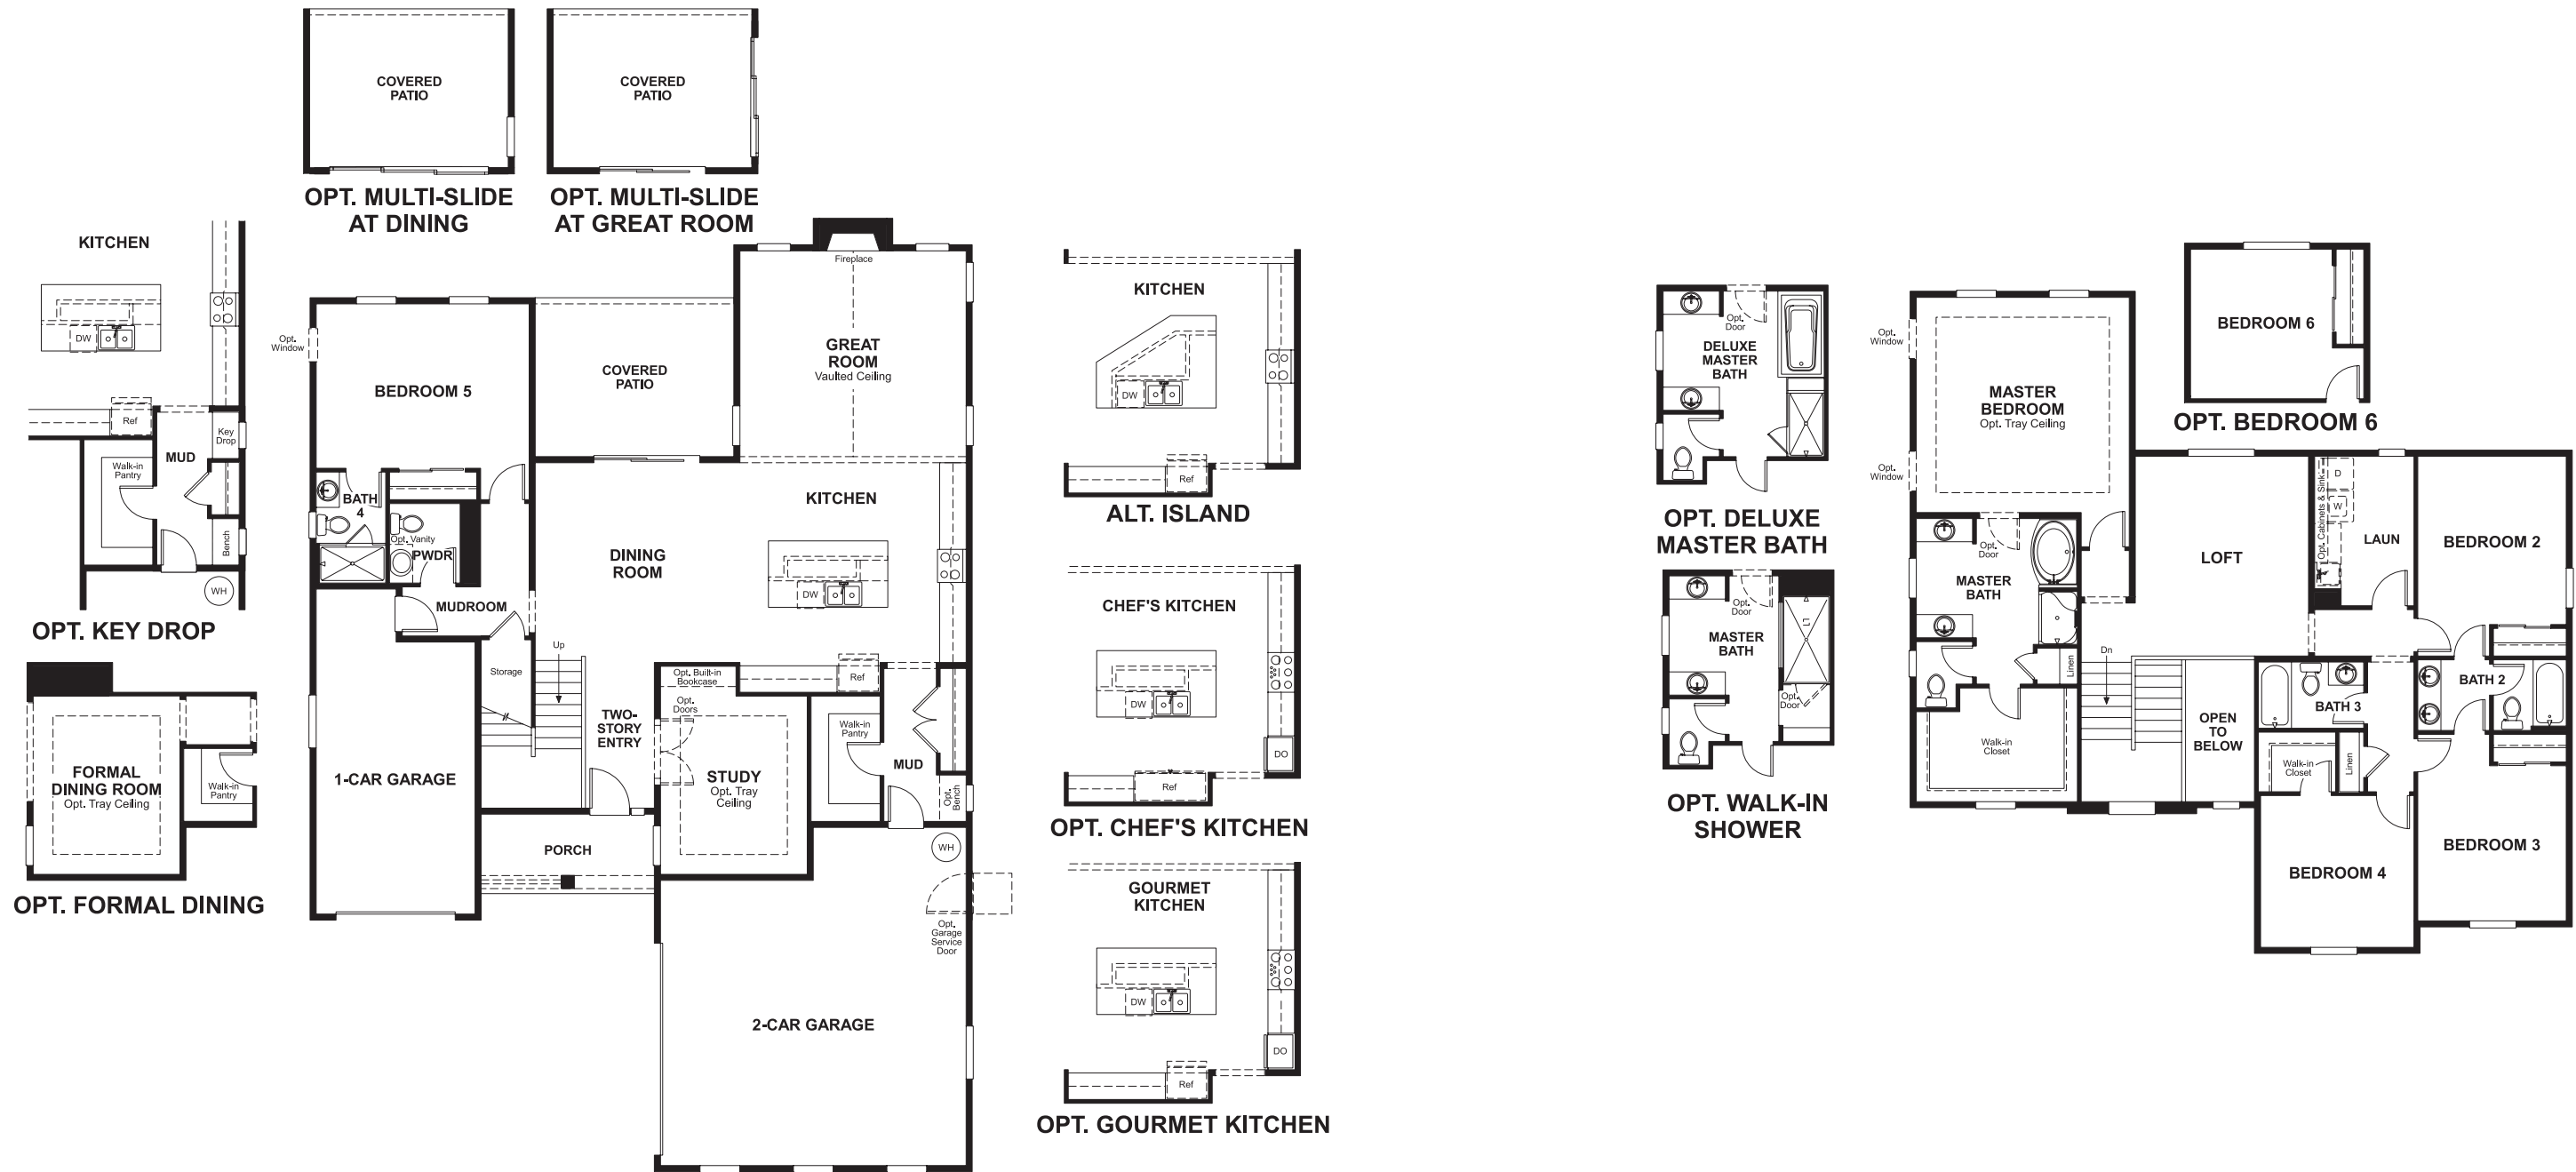 COVERED
PATIO
OPT. MULTI-SLIDE
AT DINING
COVERED
PATIO
OPT. MULTI-SLIDE
AT GREAT ROOM
KITCHEN
DW
Ref
MUD
Key
Drop
Walk-in
Pantry
Bench
WH
OPT. KEY DROP
FORMAL
DINING ROOM
Opt. Tray Ceiling
Walk-in
Pantry
OPT. FORMAL DINING
Opt.
Window
BEDROOM 5
COVERED
PATIO
Fireplace
GREAT
ROOM
Vaulted Ceiling
BATH
4
Opt. Vanity
PWDR
MUDROOM
DINING
ROOM
KITCHEN
DW
Storage
Up
Opt. Built-in
Bookcase
Ref
Opt.
Doors
TWO-
STORY
ENTRY
Walk-in
Pantry
MUD
Opt.
Bench
1-CAR GARAGE
STUDY
Opt. Tray
Ceiling
PORCH
WH
Opt.
Garage
Service
Door
2-CAR GARAGE
KITCHEN
DW
Ref
ALT. ISLAND
CHEF'S KITCHEN
DW
DO
Ref
OPT. CHEF'S KITCHEN
GOURMET
KITCHEN
DW
DO
Ref
OPT. GOURMET KITCHEN
Opt.
Door
DELUXE
MASTER
BATH
OPT. DELUXE
MASTER BATH
Opt.
Door
MASTER
BATH
L1
Opt.
Door
OPT. WALK-IN
SHOWER
Opt.
Window
MASTER
BEDROOM
Opt. Tray Ceiling
Opt.
Window
BEDROOM 6
OPT. BEDROOM 6
Opt.
Door
MASTER
BATH
Linen
Walk-in
Closet
LOFT
Dn
OPEN
TO
BELOW
Opt. Cabinets & Sink
D
W
LAUN
BEDROOM 2
BATH 2
BATH 3
Walk-in
Closet
Linen
BEDROOM 3
BEDROOM 4